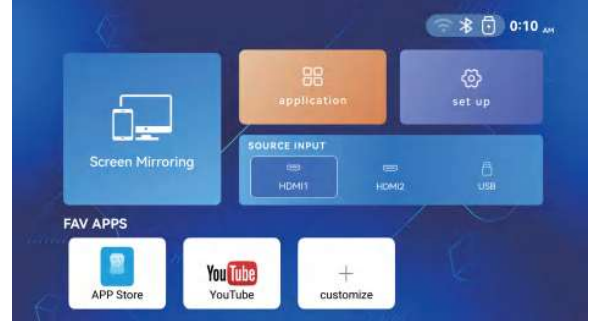 0:10 AM
application
set up
Screen Mirroring
SOURCE INPUT
HDMI1
HDMI2
USB
FAV APPS
APP Store
YouTube
YouTube
customize